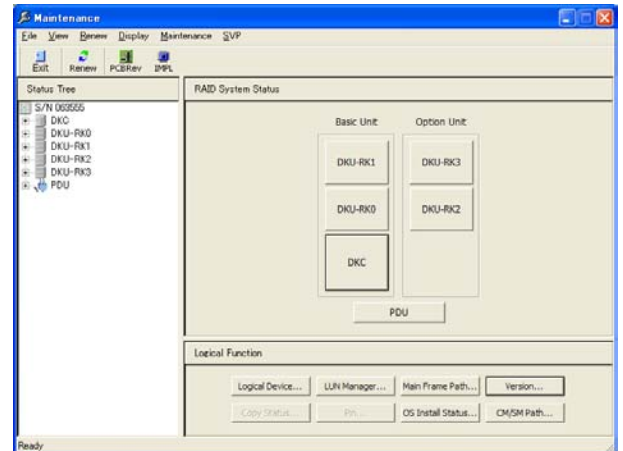 Maintenance
File View Renew Display Maintenance SVP
Exit Renew PCBRev IMPL
Status Tree
S/N 063555
DKC
DKU-RK0
DKU-RK1
DKU-RK2
DKU-RK3
PDU
RAID System Status
Basic Unit Option Unit
DKU-RK1 DKU-RK3
DKU-RK0 DKU-RK2
DKC
PDU
Logical Function
Logical Device... LUN Manager... Main Frame Path... Version...
Copy Status... Pin... OS Install Status... CM/SM Path...
Ready